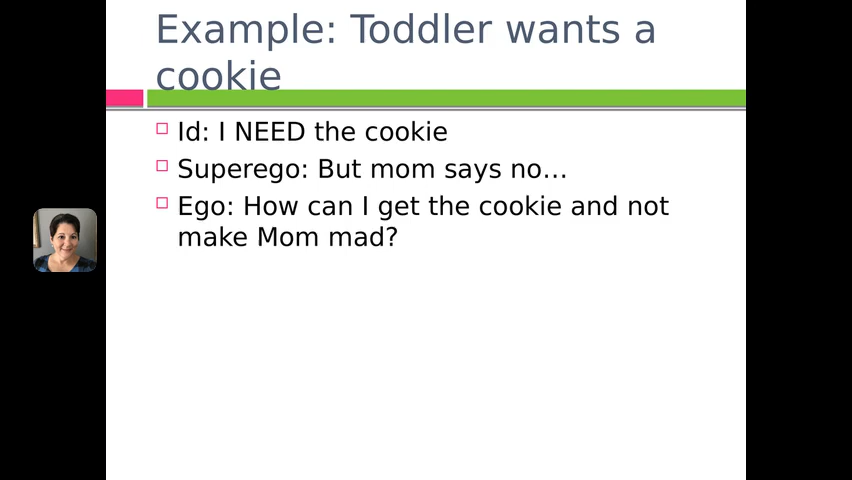 Example: Toddler wants a
cookie
Id: I NEED the cookie
Superego: But mom says no…
Ego: How can I get the cookie and not
make Mom mad?